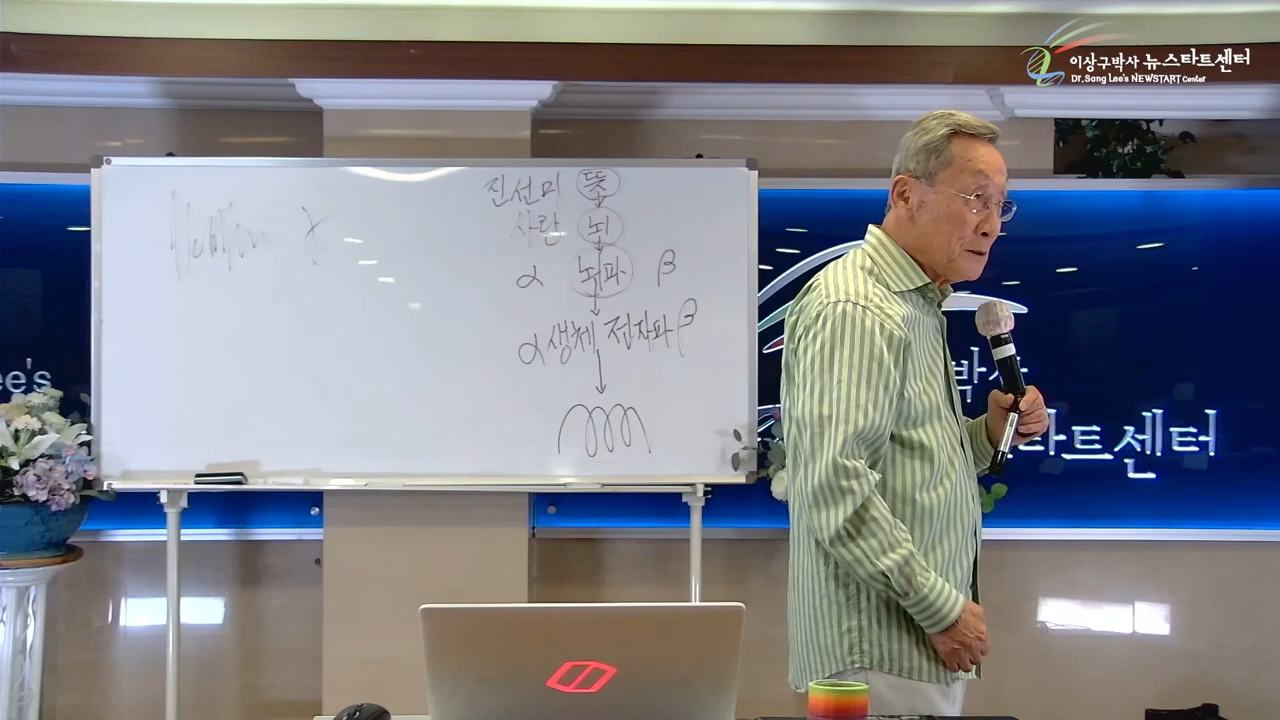 이상구박사 뉴스타트센터
Dr. Sang Lee's NEWSTART Center
진선미 뜻
사랑 뇌
α 뇌파 β
α 생체 전자파 β
ee's
박사
타트센터